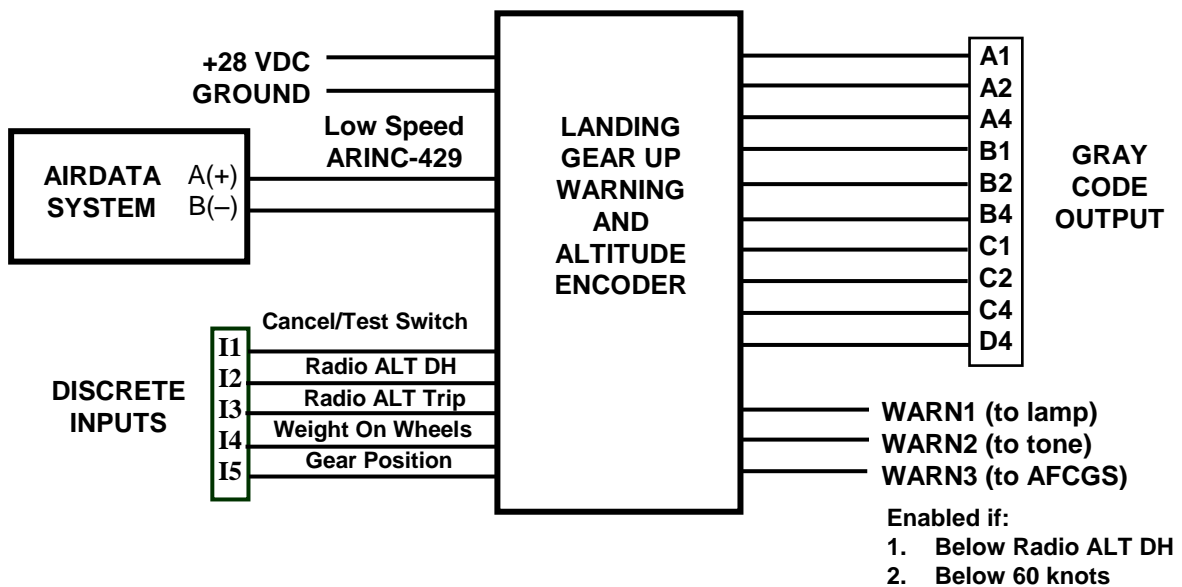 +28 VDC
GROUND
Low Speed
ARINC-429
AIRDATA
SYSTEM
A(+)
B(–)
LANDING
GEAR UP
WARNING
AND
ALTITUDE
ENCODER
A1
A2
A4
B1
B2
B4
C1
C2
C4
D4
GRAY
CODE
OUTPUT
DISCRETE
INPUTS
I1
I2
I3
I4
I5
Cancel/Test Switch
Radio ALT DH
Radio ALT Trip
Weight On Wheels
Gear Position
WARN1 (to lamp)
WARN2 (to tone)
WARN3 (to AFCGS)
Enabled if:
1. Below Radio ALT DH
2. Below 60 knots